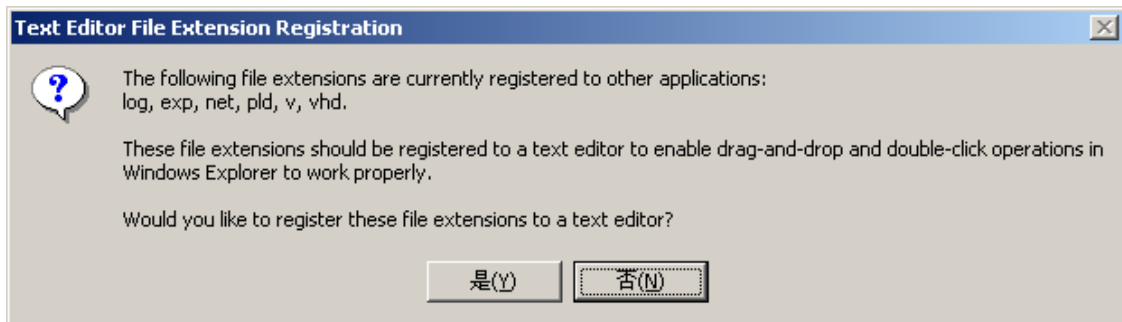 Text Editor File Extension Registration
The following file extensions are currently registered to other applications:
log, exp, net, pld, v, vhd.
These file extensions should be registered to a text editor to enable drag-and-drop and double-click operations in
Windows Explorer to work properly.
Would you like to register these file extensions to a text editor?
是(Y) 否(N)